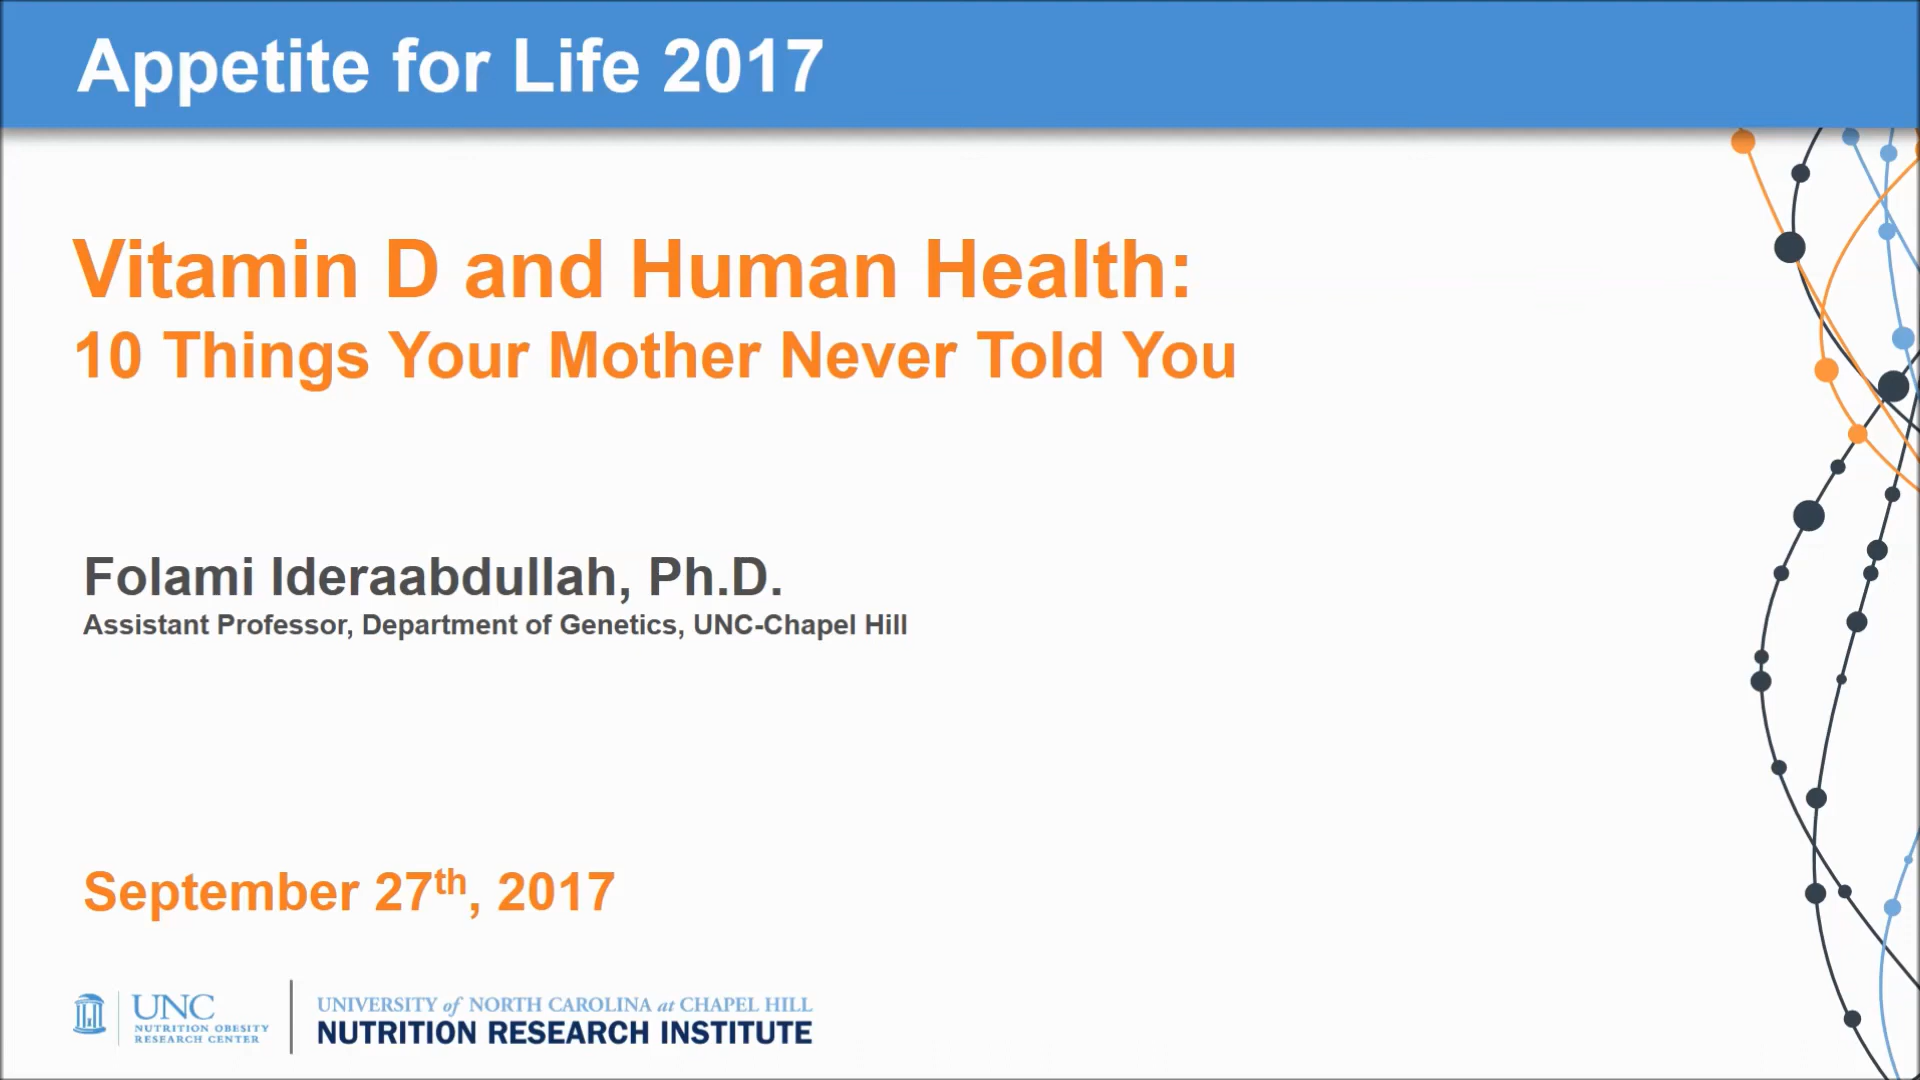 Appetite for Life 2017
Vitamin D and Human Health:
10 Things Your Mother Never Told You
Folami Ideraabdullah, Ph.D.
Assistant Professor, Department of Genetics, UNC-Chapel Hill
September 27th, 2017
UNC
NUTRITION OBESITY
RESEARCH CENTER
UNIVERSITY of NORTH CAROLINA at CHAPEL HILL
NUTRITION RESEARCH INSTITUTE